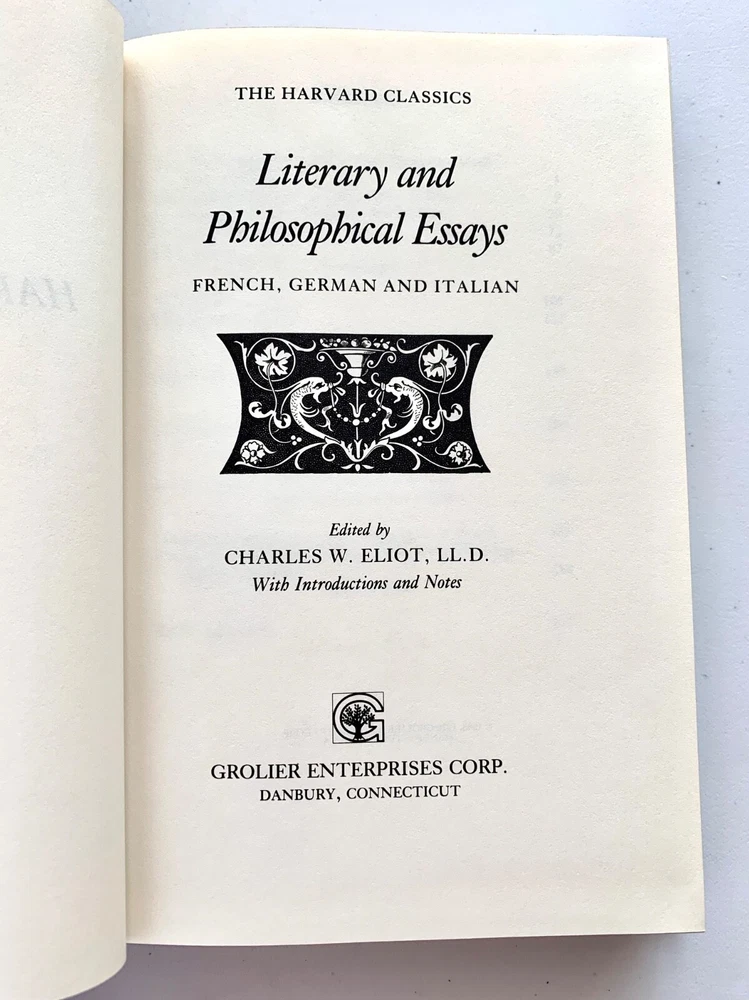 THE HARVARD CLASSICS
Literary and
Philosophical Essays
FRENCH, GERMAN AND ITALIAN
Edited by
CHARLES W. ELIOT, LL.D.
With Introductions and Notes
G
GROLIER ENTERPRISES CORP.
DANBURY, CONNECTICUT